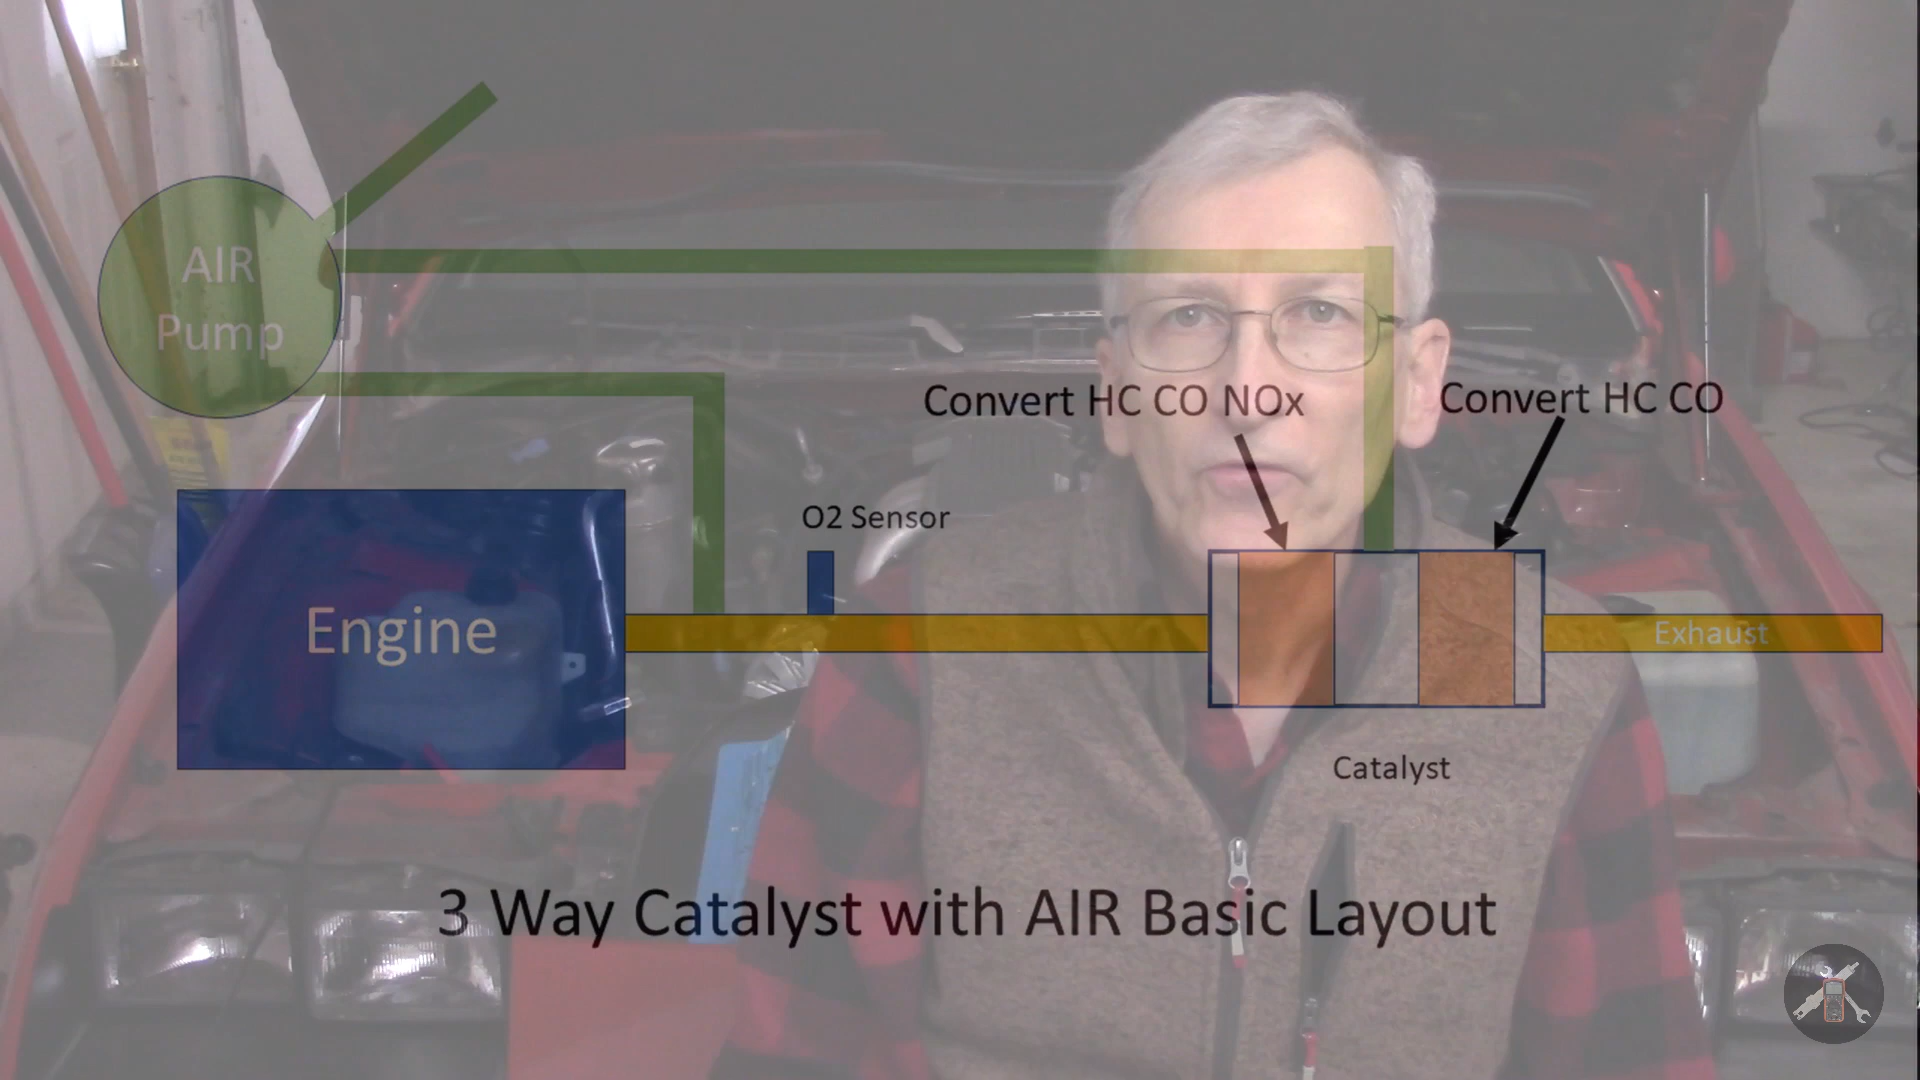 AIR
Pump
Convert HC CO NOx
Convert HC CO
O2 Sensor
Engine
Exhaust
Catalyst
3 Way Catalyst with AIR Basic Layout